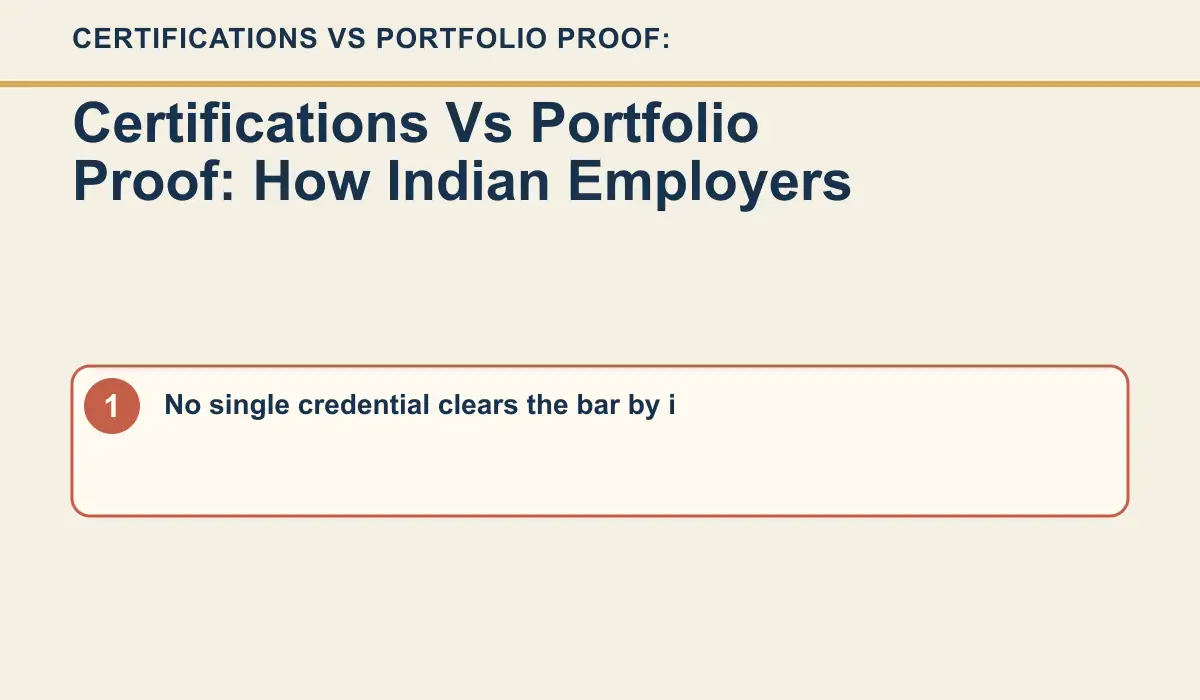 CERTIFICATIONS VS PORTFOLIO PROOF:
Certifications Vs Portfolio
Proof: How Indian Employers
1
No single credential clears the bar by i